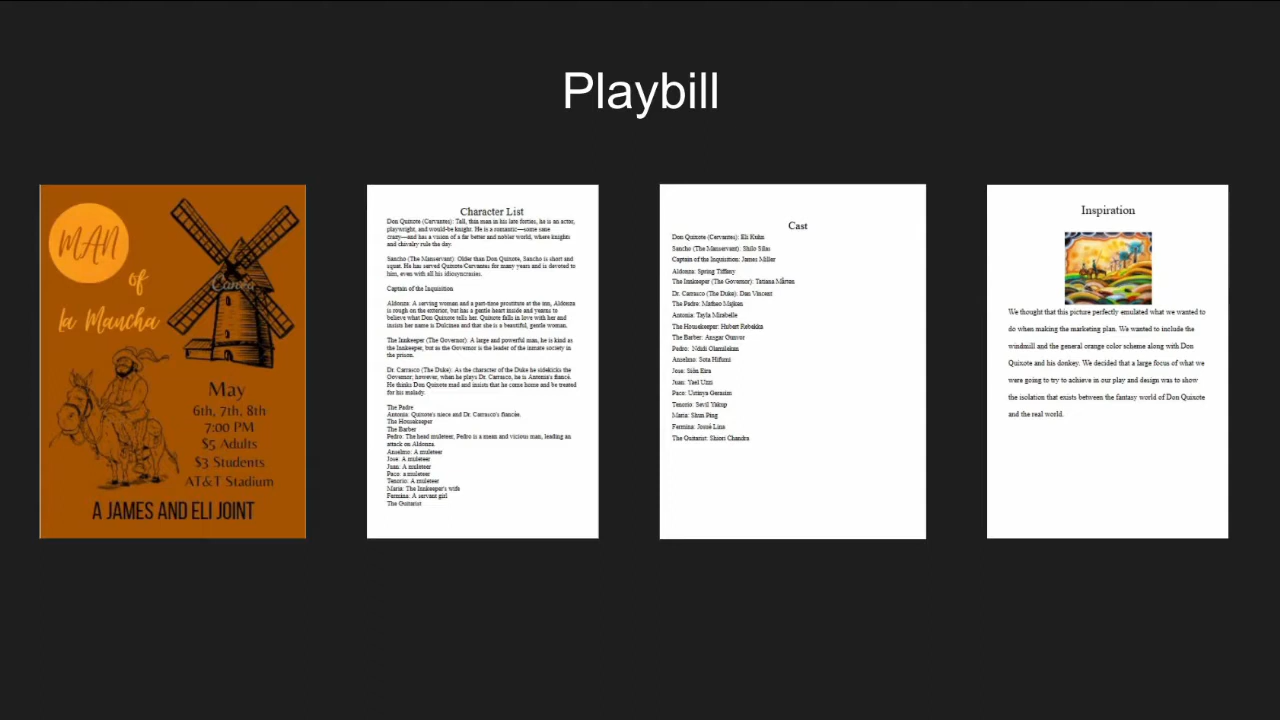 Playbill
MAN
of
la Mancha
Canva
May
6th, 7th, 8th
7:00 PM
$5 Adults
$3 Students
AT&T Stadium
A JAMES AND ELI JOINT
Character List
Don Quixote (Cervantes): Tall, thin man in his late forties, he is an actor,
playwright, and would-be knight. He is a romantic—some sane
crazy—and has a vision of a far better and nobler world, where knights
and chivalry rule the day.
Sancho (The Manservant): Older than Don Quixote, Sancho is short and
squat. He has served Quixote/Cervantes for many years and is devoted to
him, even with all his idiosyncrasies.
Captain of the Inquisition
Aldonza: A serving woman and a part-time prostitute at the inn, Aldonza
is rough on the exterior, but has a gentle heart inside and yearns to
believe what Don Quixote tells her. Quixote falls in love with her and
insists her name is Dulcinea and that she is a beautiful, gentle woman.
The Innkeeper (The Governor): A large and powerful man, he is kind as
the Innkeeper, but as the Governor is the leader of the inmate society in
the prison.
Dr. Carrasco (The Duke): As the character of the Duke he sidekicks the
Governor; however, when he plays Dr. Carrasco, he is Antonia's fiancé.
He thinks Don Quixote mad and insists that he come home and be treated
for his malady.
The Padre
Antonia: Quixote's niece and Dr. Carrasco's fiancée.
The Housekeeper
The Barber
Pedro: The head muleteer, Pedro is a mean and vicious man, leading an
attack on Aldonza.
Anselmo: A muleteer
Jose: A muleteer
Juan: A muleteer
Paco: a muleteer
Tenorio: A muleteer
Maria: The Innkeeper's wife
Fermina: A servant girl
The Guitarist
Cast
Don Quixote (Cervantes): Eli Kuhn
Sancho (The Manservant): Shilo Silas
Captain of the Inquisition: James Miller
Aldonza: Spring Tiffany
The Innkeeper (The Governor): Tatiana Mårten
Dr. Carrasco (The Duke): Dan Vincent
The Padre: Matheo Majken
Antonia: Tayla Mirabelle
The Housekeeper: Hubert Rebekka
The Barber: Ansgar Gunvor
Pedro: Ndidi Olamilekan
Anselmo: Sota Hifumi
Jose: Siân Eira
Juan: Yael Uzzi
Paco: Ustinya Germain
Tenorio: Sevil Yakup
Maria: Shun Ping
Fermina: Jossé Lina
The Guitarist: Shiori Chandra
Inspiration
We thought that this picture perfectly emulated what we wanted to
do when making the marketing plan. We wanted to include the
windmill and the general orange color scheme along with Don
Quixote and his donkey. We decided that a large focus of what we
were going to try to achieve in our play and design was to show
the isolation that exists between the fantasy world of Don Quixote
and the real world.